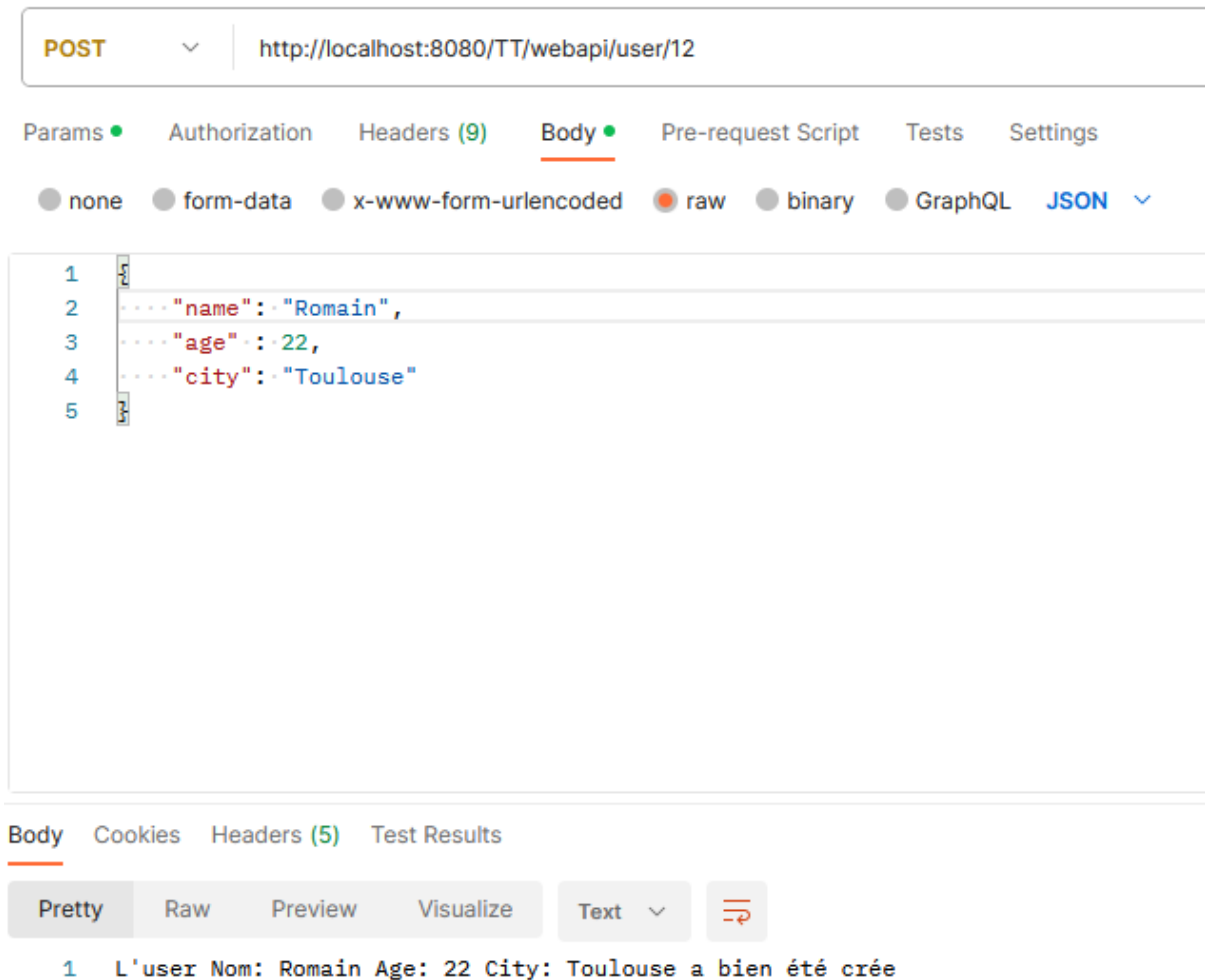 POST http://localhost:8080/TT/webapi/user/12
Params Authorization Headers (9) Body Pre-request Script Tests Settings
none form-data x-www-form-urlencoded raw binary GraphQL JSON
1 {
2 "name": "Romain",
3 "age" : 22,
4 "city": "Toulouse"
5 }
Body Cookies Headers (5) Test Results
Pretty Raw Preview Visualize Text
1 L'user Nom: Romain Age: 22 City: Toulouse a bien été crée